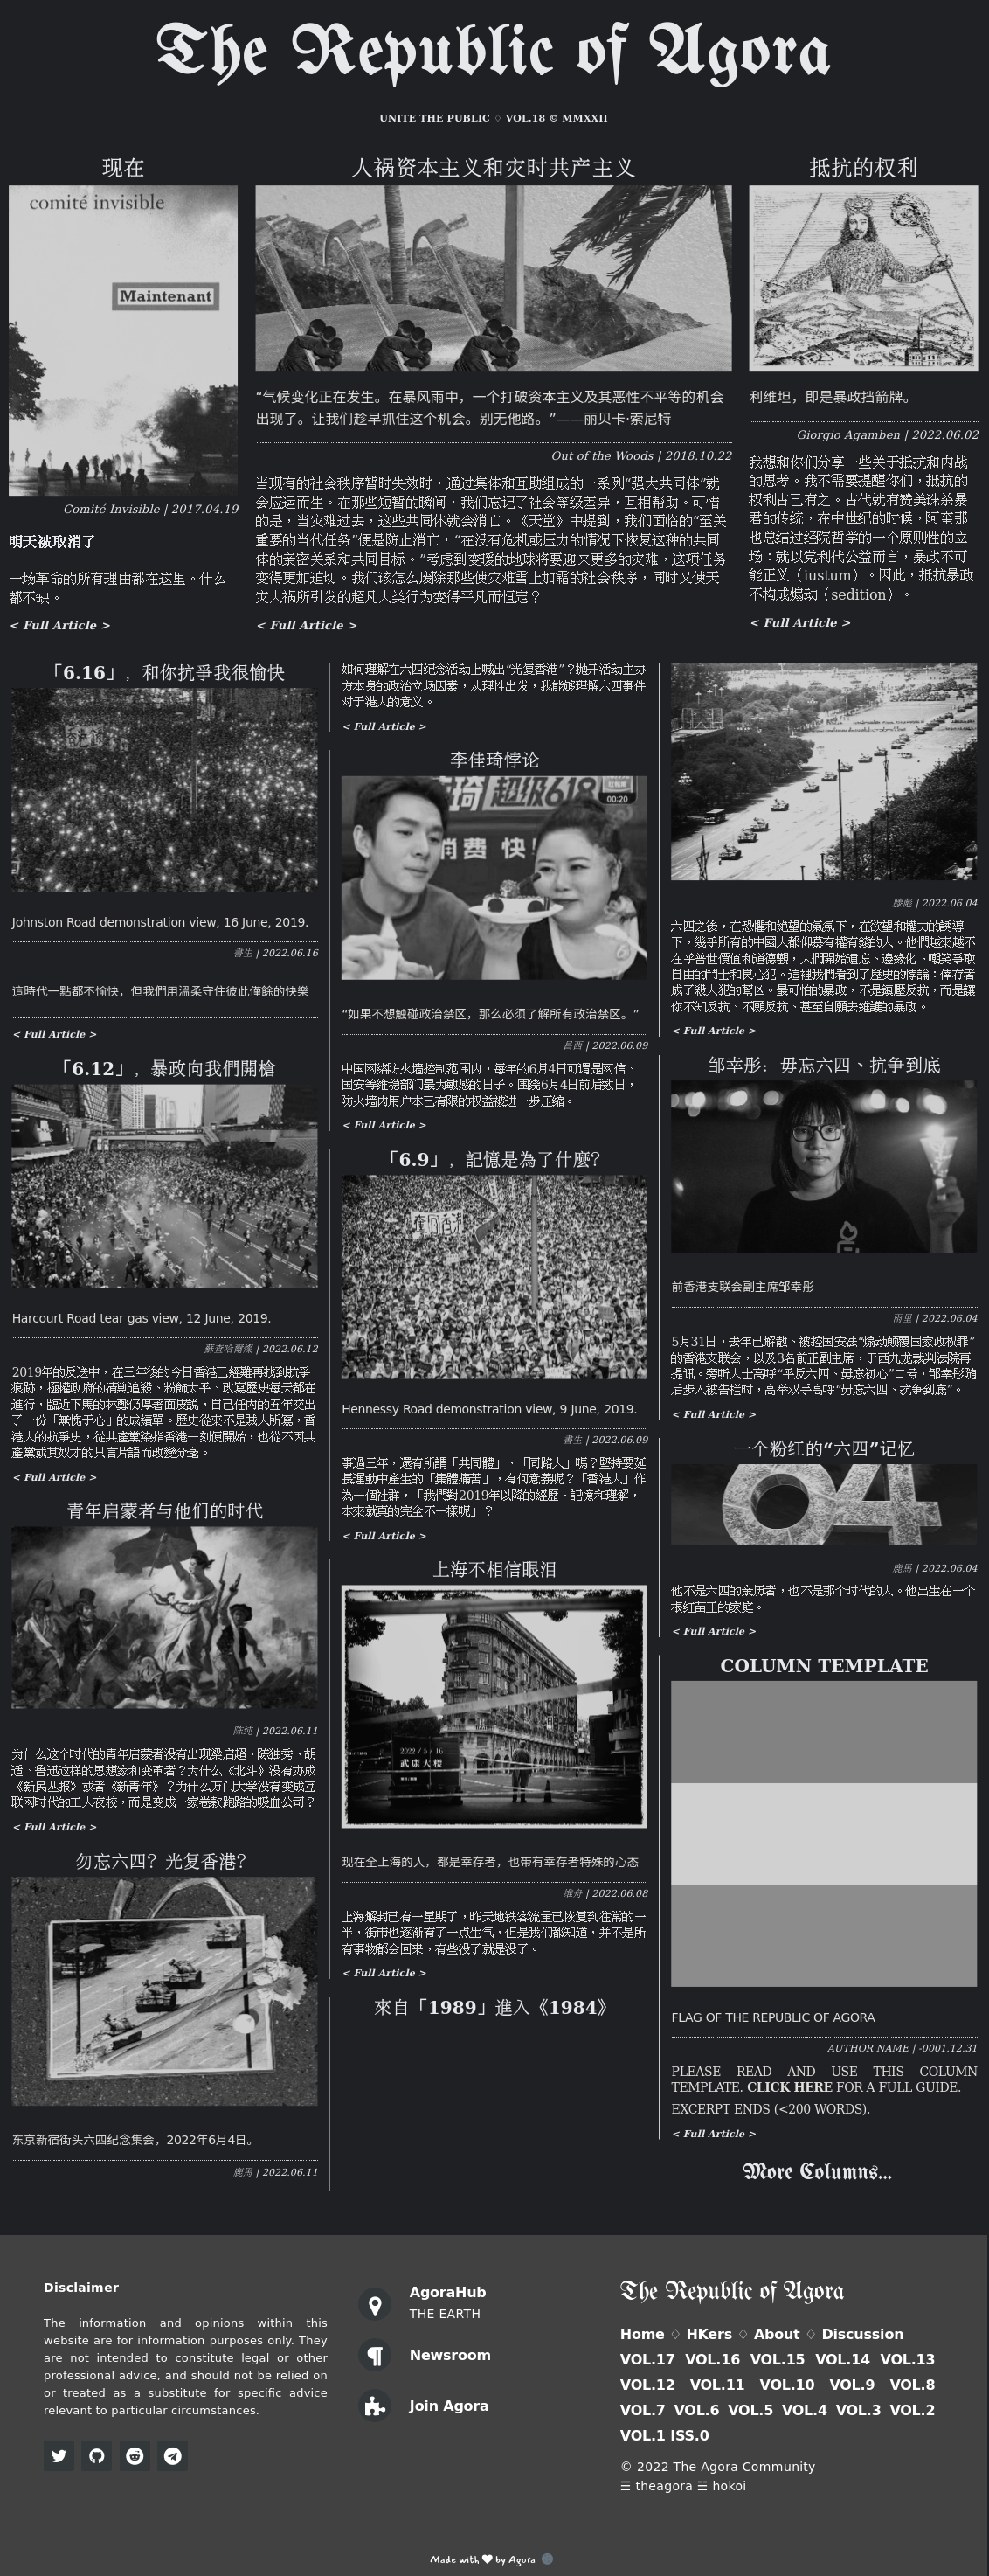 The Republic of Agora
UNITE THE PUBLIC ♢ VOL.18 © MMXXII
现在
comité invisible
Maintenant
Comité Invisible | 2017.04.19
明天被取消了
一场革命的所有理由都在这里。什么
都不缺。
< Full Article >
人祸资本主义和灾时共产主义
“气候变化正在发生。在暴风雨中，一个打破资本主义及其恶性不平等的机会
出现了。让我们趁早抓住这个机会。别无他路。”——丽贝卡·索尼特
Out of the Woods | 2018.10.22
当现有的社会秩序暂时失效时，通过集体和互助组成的一系列“强大共同体”就
会应运而生。在那些短暂的瞬间，我们忘记了社会等级差异，互相帮助。可惜
的是，当灾难过去，这些共同体就会消亡。《天堂》中提到，我们面临的“至关
重要的当代任务”便是防止消亡，“在没有危机或压力的情况下恢复这种的共同
体的亲密关系和共同目标。”考虑到变暖的地球将要迎来更多的灾难，这项任务
变得更加迫切。我们该怎么废除那些使灾难雪上加霜的社会秩序，同时又使天
灾人祸所引发的超凡人类行为变得平凡而恒定？
< Full Article >
抵抗的权利
利维坦，即是暴政挡箭牌。
Giorgio Agamben | 2022.06.02
我想和你们分享一些关于抵抗和内战
的思考。我不需要提醒你们，抵抗的
权利古已有之。古代就有赞美诛杀暴
君的传统，在中世纪的时候，阿奎那
也总结过经院哲学的一个原则性的立
场：就以党利代公益而言，暴政不可
能正义（iustum）。因此，抵抗暴政
不构成煽动（sedition）。
< Full Article >
「6.16」，和你抗爭我很愉快
Johnston Road demonstration view, 16 June, 2019.
書生 | 2022.06.16
這時代一點都不愉快，但我們用溫柔守住彼此僅餘的快樂
< Full Article >
「6.12」，暴政向我們開槍
Harcourt Road tear gas view, 12 June, 2019.
蘇查哈爾燦 | 2022.06.12
2019年的反送中，在三年後的今日香港已經難再找到抗爭
痕跡，極權政府的清剿追殺、粉飾太平、改寫歷史每天都在
進行，臨近下馬的林鄭仍厚著面皮說，自己任內的五年交出
了一份「無愧于心」的成績單。歷史從來不是賊人所寫，香
港人的抗爭史，從共產黨染指香港一刻便開始，也從不因共
產黨或其奴才的只言片語而改變分毫。
< Full Article >
青年启蒙者与他们的时代
陈纯 | 2022.06.11
为什么这个时代的青年启蒙者没有出现梁启超、陈独秀、胡
适、鲁迅这样的思想家和变革者？为什么《北斗》没有办成
《新民丛报》或者《新青年》？为什么万门大学没有变成互
联网时代的工人夜校，而是变成一家卷款跑路的吸血公司？
< Full Article >
勿忘六四？光复香港？
东京新宿街头六四纪念集会，2022年6月4日。
鹿馬 | 2022.06.11
如何理解在六四纪念活动上喊出“光复香港”？抛开活动主办
方本身的政治立场因素，从理性出发，我能够理解六四事件
对于港人的意义。
< Full Article >
李佳琦悖论
琦 超级618
00:20
消费 快
“如果不想触碰政治禁区，那么必须了解所有政治禁区。”
吕西 | 2022.06.09
中国网络防火墙控制范围内，每年的6月4日可谓是网信、
国安等维稳部门最为敏感的日子。围绕6月4日前后数日，
防火墙内用户本已有限的权益被进一步压缩。
< Full Article >
「6.9」，記憶是為了什麼？
Hennessy Road demonstration view, 9 June, 2019.
書生 | 2022.06.09
事過三年，還有所謂「共同體」、「同路人」嗎？堅持要延
長運動中產生的「集體痛苦」，有何意義呢？「香港人」作
為一個社群，「我們對2019年以降的經歷、記憶和理解，
本來就真的完全不一樣呢」？
< Full Article >
上海不相信眼泪
2022 / 5 / 16
武康大楼
现在全上海的人，都是幸存者，也带有幸存者特殊的心态
维舟 | 2022.06.08
上海解封已有一星期了，昨天地铁客流量已恢复到往常的一
半，街市也逐渐有了一点生气，但是我们都知道，并不是所
有事物都会回来，有些没了就是没了。
< Full Article >
來自「1989」進入《1984》
滕彪 | 2022.06.04
六四之後，在恐懼和絶望的氣氛下，在欲望和權力的誘導
下，幾乎所有的中國人都仰慕有權有錢的人。他們越來越不
在乎普世價值和道德觀，人們開始遺忘、邊緣化、嘲笑爭取
自由的鬥士和良心犯。這裡我們看到了歷史的悖論：倖存者
成了殺人犯的幫凶。最可怕的暴政，不是鎮壓反抗，而是讓
你不知反抗、不願反抗、甚至自願去維護的暴政。
< Full Article >
邹幸彤：毋忘六四、抗争到底
前香港支联会副主席邹幸彤
雨里 | 2022.06.04
5月31日，去年已解散、被控国安法“煽动颠覆国家政权罪”
的香港支联会，以及3名前正副主席，于西九龙裁判法院再
提讯。旁听人士高呼“平反六四、毋忘初心”口号，邹幸彤随
后步入被告栏时，高举双手高呼“毋忘六四、抗争到底”。
< Full Article >
一个粉红的“六四”记忆
鹿馬 | 2022.06.04
他不是六四的亲历者，也不是那个时代的人。他出生在一个
根红苗正的家庭。
< Full Article >
COLUMN TEMPLATE
FLAG OF THE REPUBLIC OF AGORA
AUTHOR NAME | -0001.12.31
PLEASE READ AND USE THIS COLUMN
TEMPLATE. CLICK HERE FOR A FULL GUIDE.
EXCERPT ENDS (<200 WORDS).
< Full Article >
More Columns...
Disclaimer
The information and opinions within this
website are for information purposes only. They
are not intended to constitute legal or other
professional advice, and should not be relied on
or treated as a substitute for specific advice
relevant to particular circumstances.
AgoraHub
THE EARTH
Newsroom
Join Agora
The Republic of Agora
Home ♢ HKers ♢ About ♢ Discussion
VOL.17 VOL.16 VOL.15 VOL.14 VOL.13
VOL.12 VOL.11 VOL.10 VOL.9 VOL.8
VOL.7 VOL.6 VOL.5 VOL.4 VOL.3 VOL.2
VOL.1 ISS.0
© 2022 The Agora Community
☰ theagora ☱ hokoi
Made with ♥ by Agora